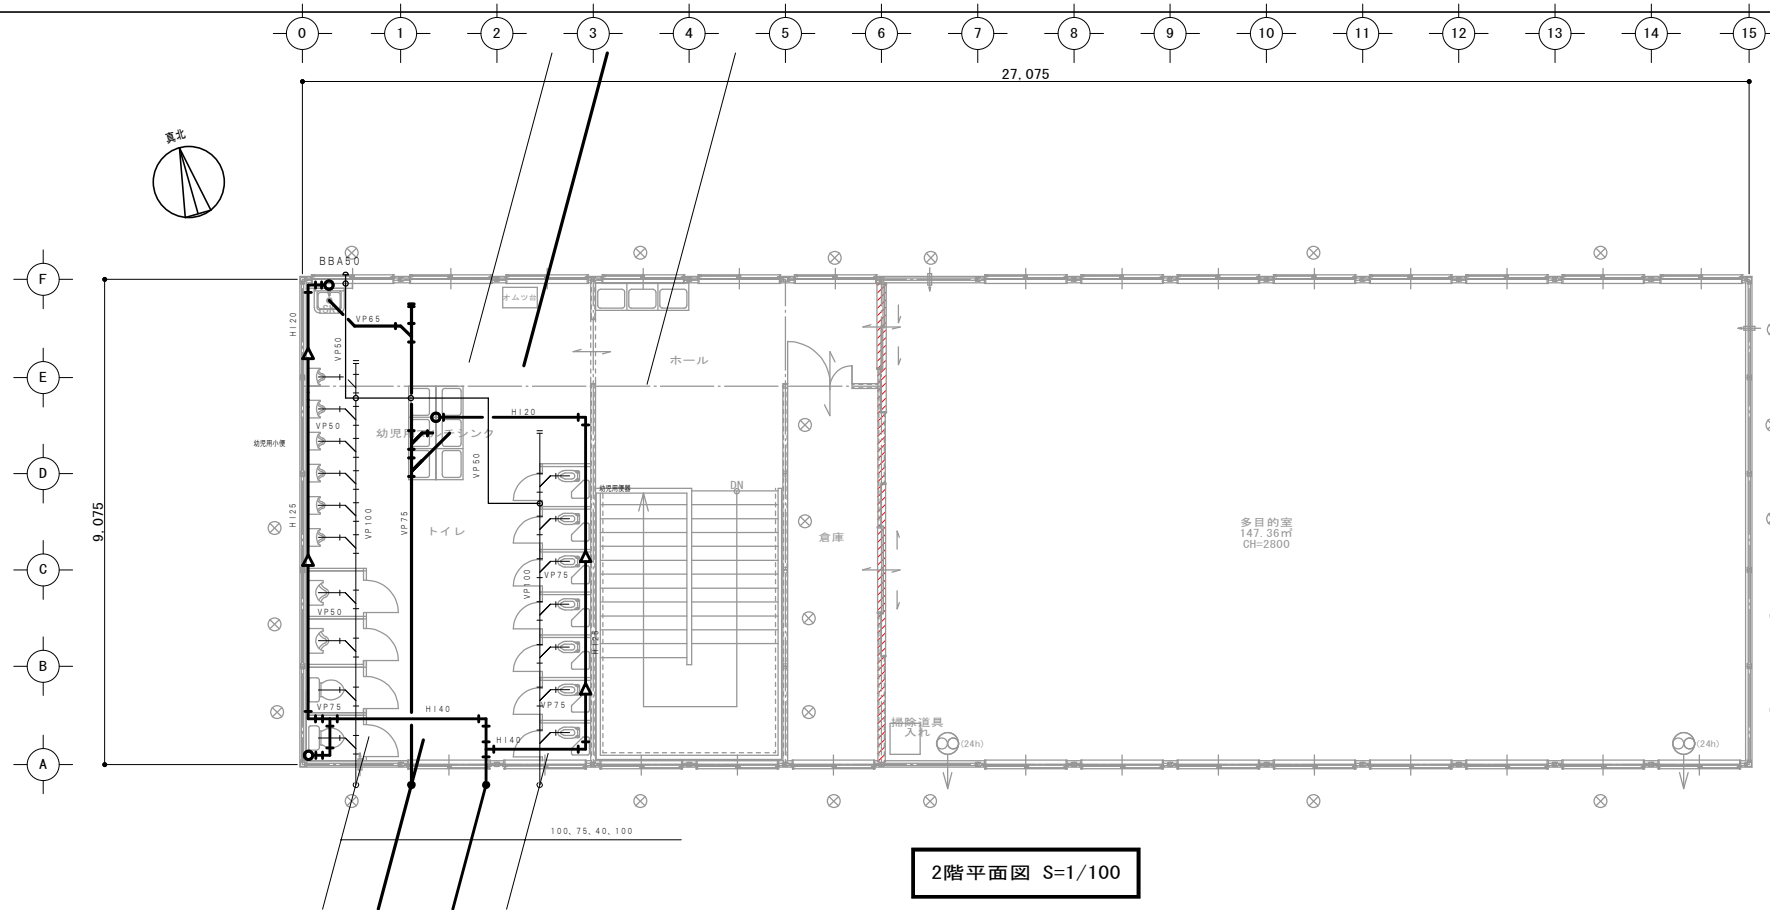 0 1 2 3 4 5 6 7 8 9 10 11 12 13 14 15
27,075
真北
F
BBA50
オムツ台
HI20
VP65
VP50
E
ホール
HI20
VP50
幼児用小便
D
VP50
DN
幼児用便器
9,075
HI25
VP100
VP75
トイレ
倉庫
多目的室
147.36㎡
CH=2800
C
VP75
VP100
VP50
HI25
B
VP75
HI40
VP75
掃除道具
入れ
HI40
(24h)
(24h)
A
100, 75, 40, 100
2階平面図 S=1/100